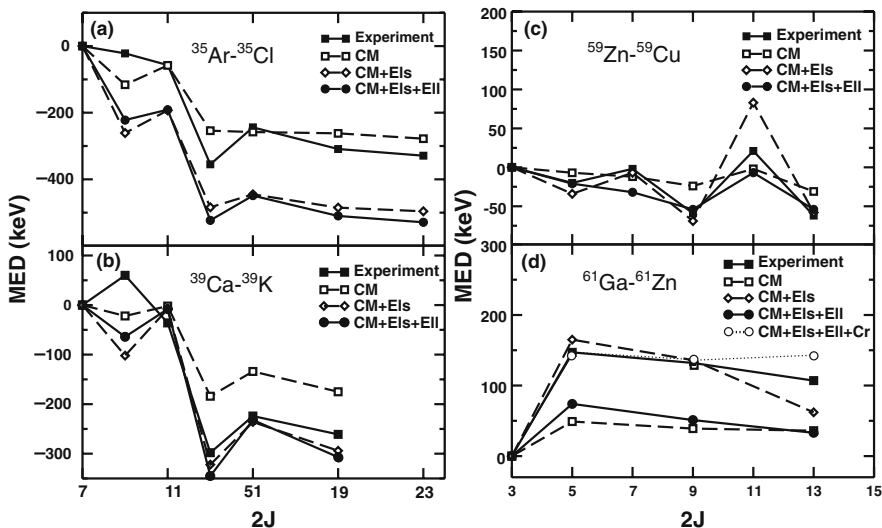 (a)
³⁵Ar-³⁵Cl
Experiment
CM
CM+Els
CM+Els+Ell
0
−200
−400
MED (keV)
(b)
³⁹Ca-³⁹K
Experiment
CM
CM+Els
CM+Els+Ell
100
0
−100
−200
−300
7
11
51
19
23
2J
(c)
⁵⁹Zn-⁵⁹Cu
Experiment
CM
CM+Els
CM+Els+Ell
200
150
100
50
25
0
-50
MED (keV)
(d)
⁶¹Ga-⁶¹Zn
Experiment
CM
CM+Els
CM+Els+Ell
CM+Els+Ell+Cr
300
200
150
100
50
0
3
5
7
9
11
13
15
2J